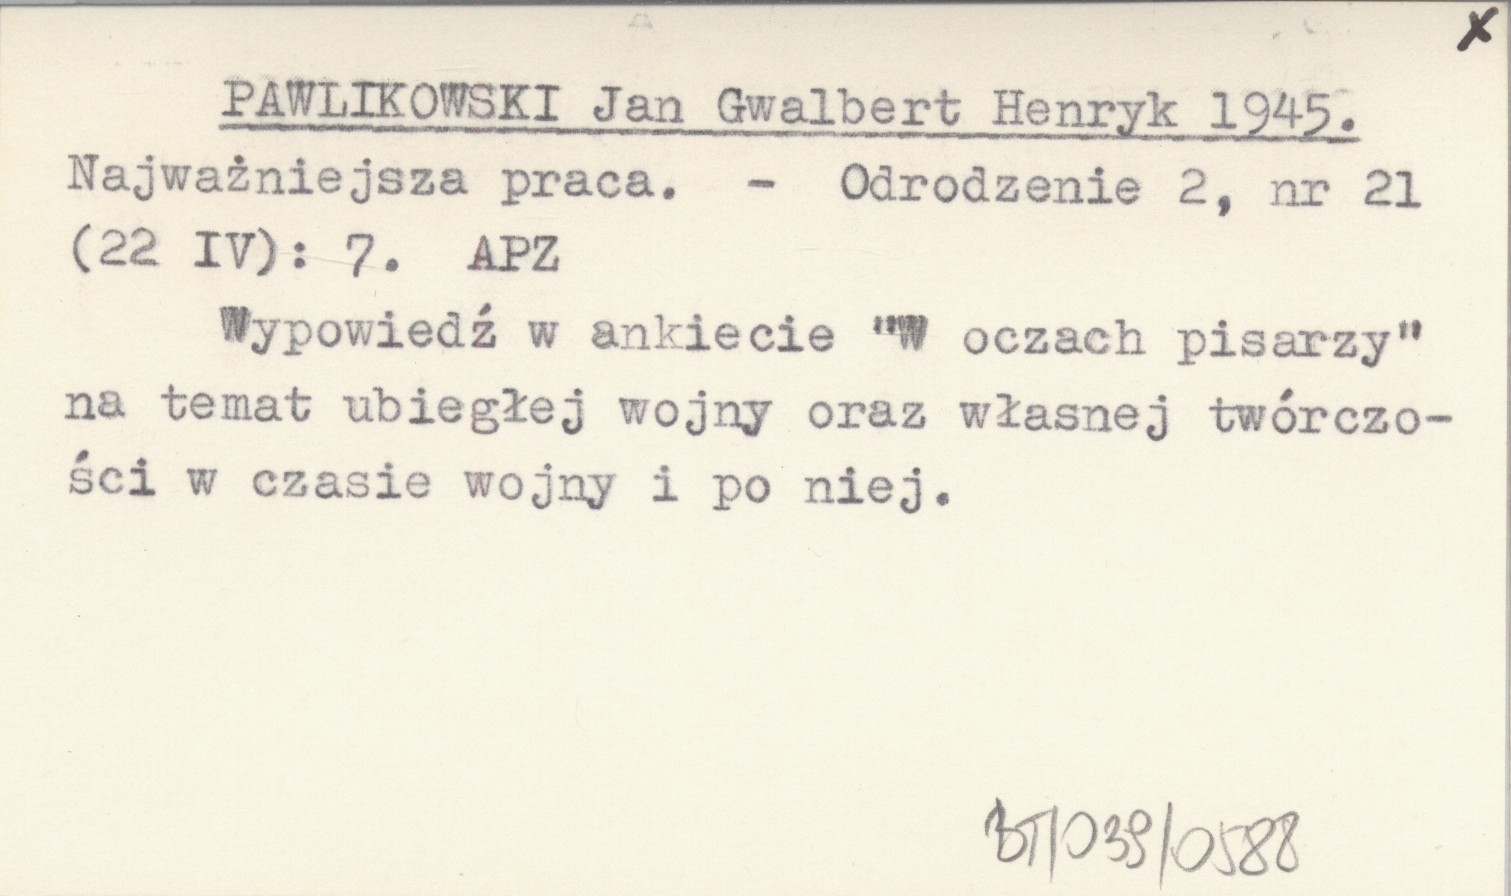 x
PAWLIKOWSKI Jan Gwalbert Henryk 1945.
Najważniejsza praca. - Odrodzenie 2, nr 21
(22 IV): 7. APZ
Wypowiedź w ankiecie "W oczach pisarzy"
na temat ubiegłej wojny oraz własnej twórczo-
ści w czasie wojny i po niej.
BT/039/0588